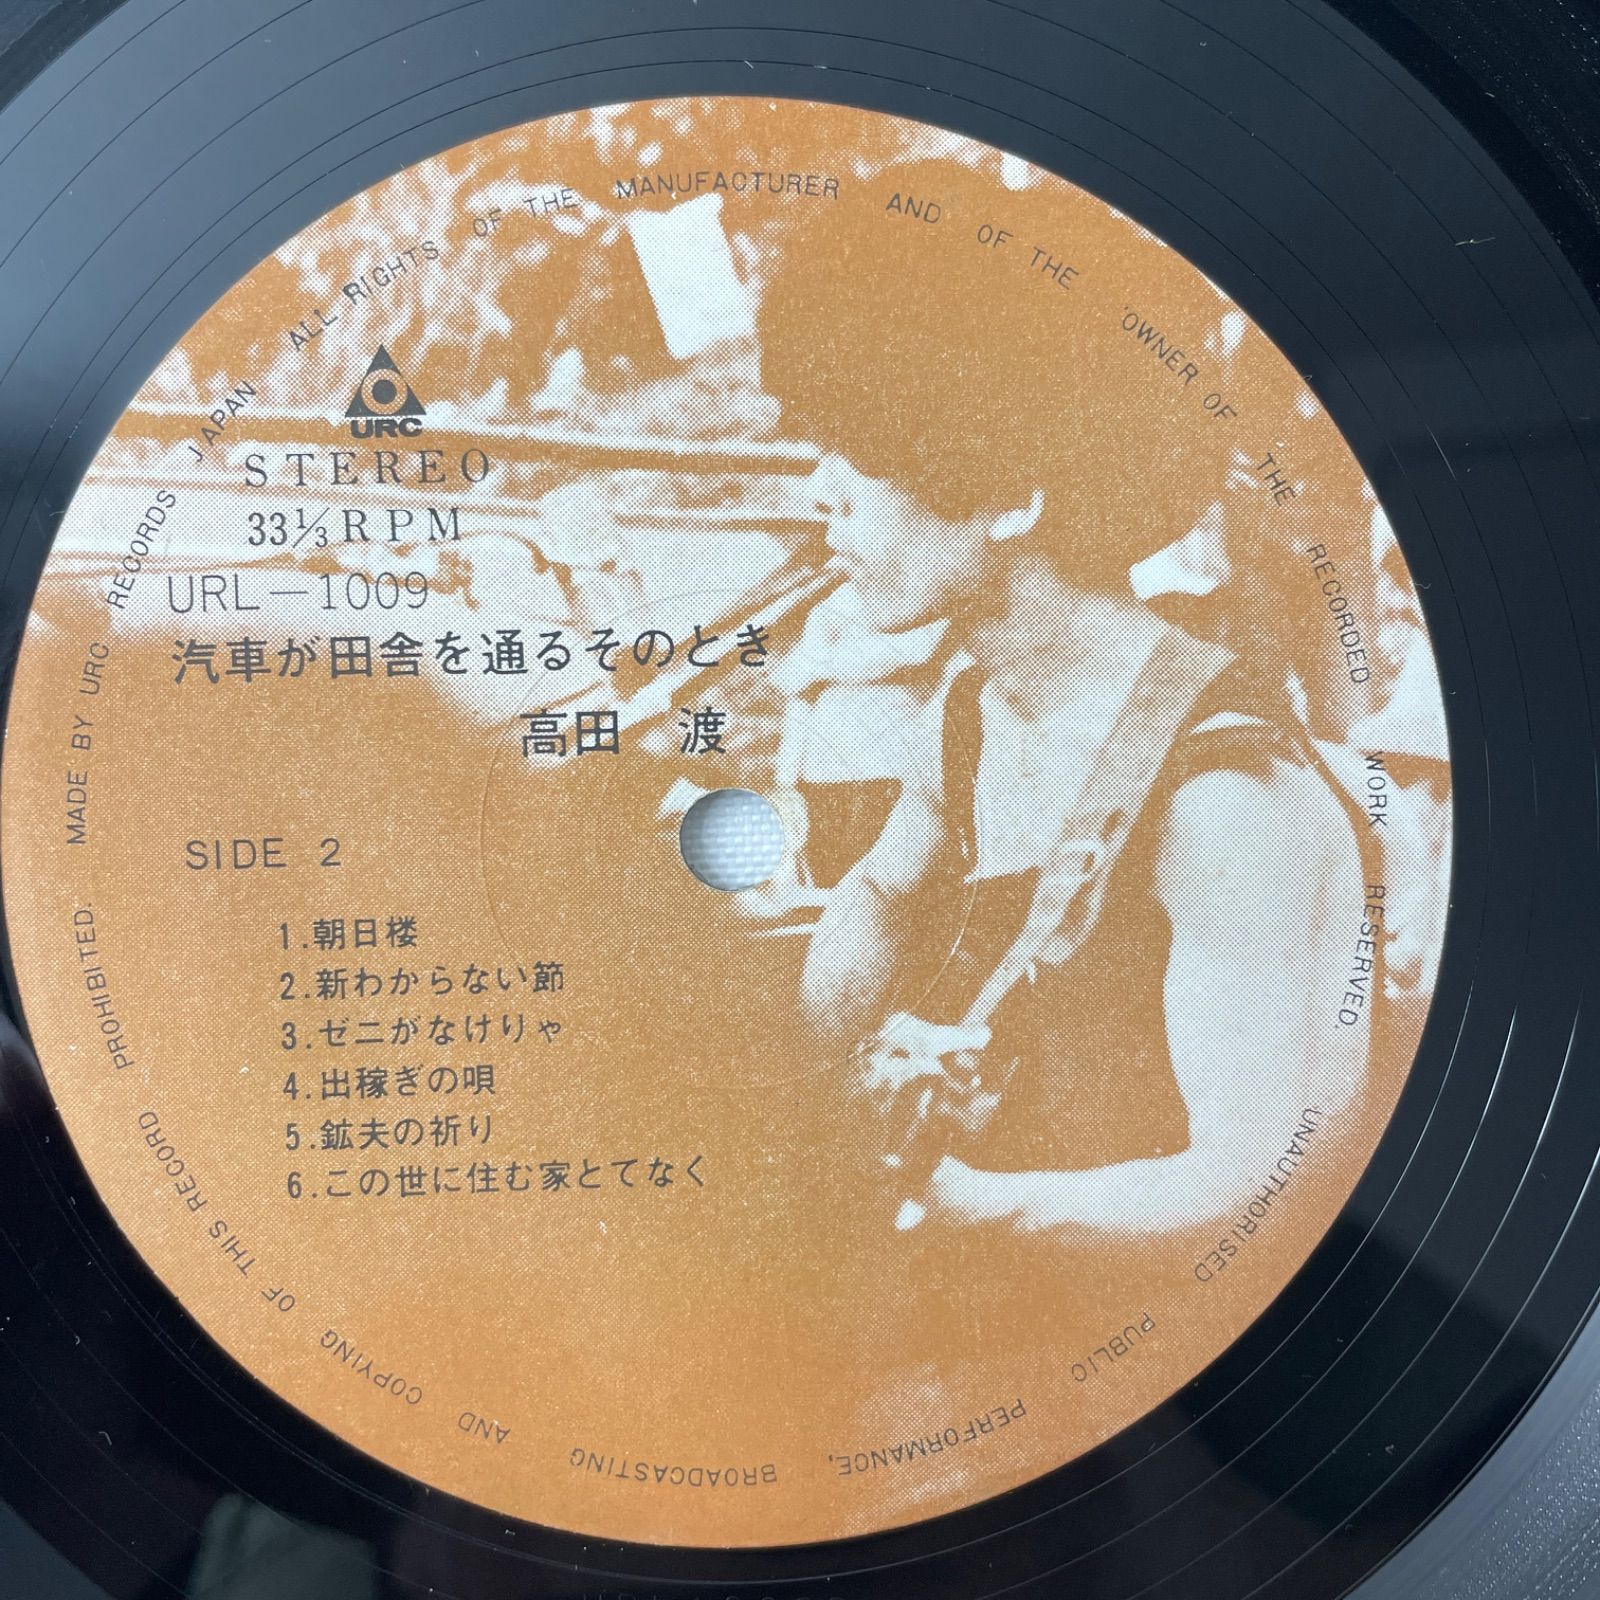 URC
STEREO
33⅓ RPM
URL—1009
汽車が田舎を通るそのとき
高田 渡
SIDE 2
1.朝日楼
2.新わからない節
3.ゼニがなけりゃ
4.出稼ぎの唄
5.鉱夫の祈り
6.この世に住む家とてなく
MADE BY URC RECORDS JAPAN ALL RIGHTS OF THE MANUFACTURER AND OF THE OWNER OF THE RECORDED WORK RESERVED. UNAUTHORISED PUBLIC PERFORMANCE, BROADCASTING AND COPYING OF THIS RECORD PROHIBITED.